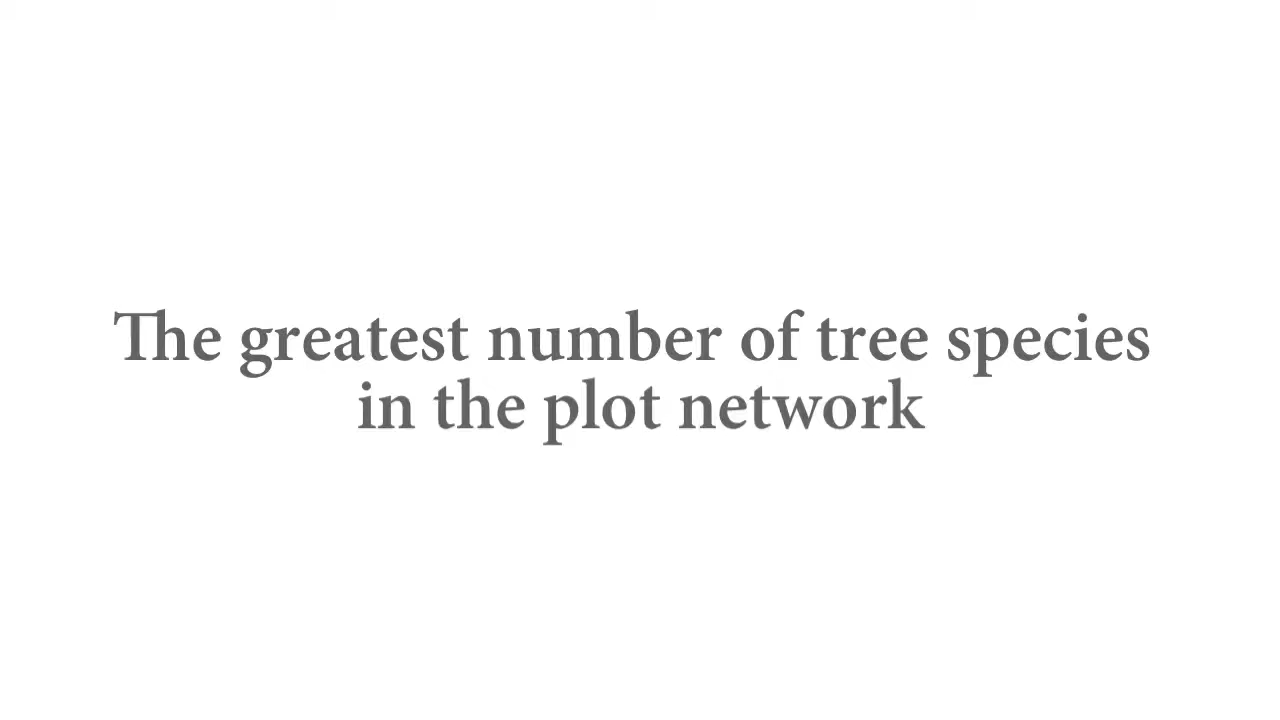 The greatest number of tree species
in the plot network